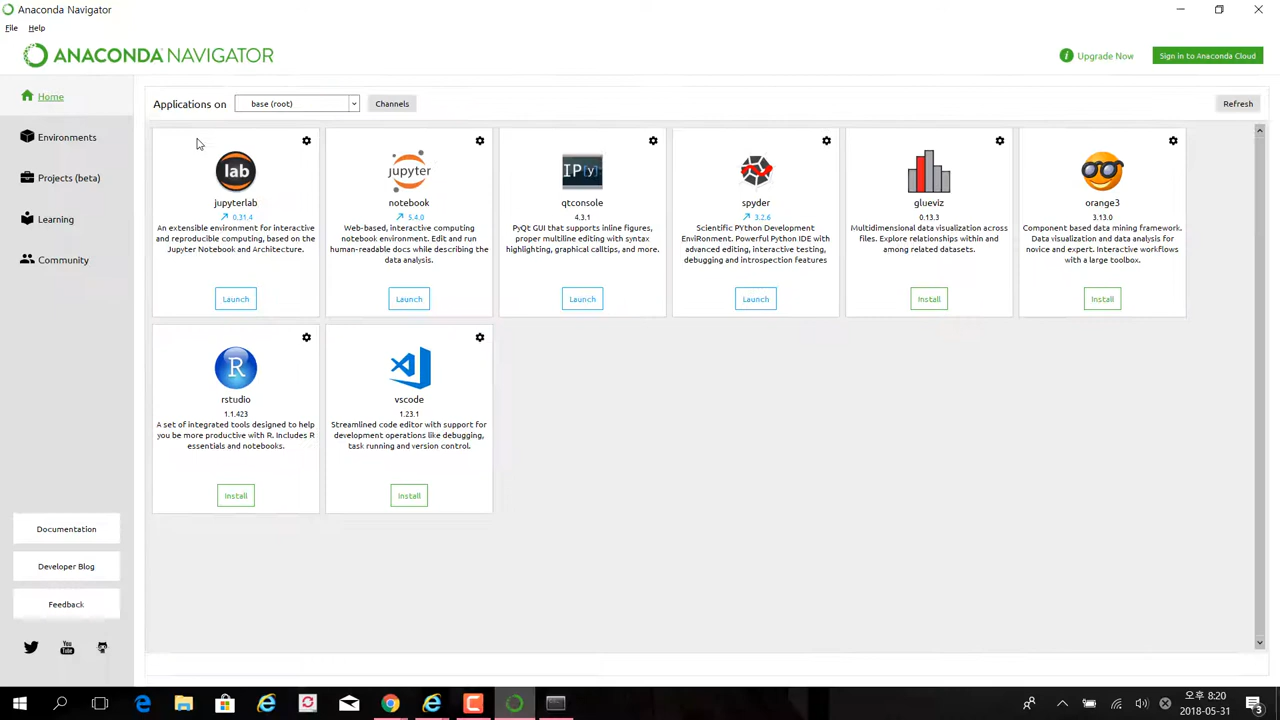 Anaconda Navigator
File Help
ANACONDA NAVIGATOR
Upgrade Now
Sign in to Anaconda Cloud
Home
Environments
Projects (beta)
Learning
Community
Documentation
Developer Blog
Feedback
You
Tube
Applications on base (root) Channels Refresh
lab
jupyterlab
0.31.4
An extensible environment for interactive
and reproducible computing, based on the
Jupyter Notebook and Architecture.
Launch
jupyter
notebook
5.4.0
Web-based, interactive computing
notebook environment. Edit and run
human-readable docs while describing the
data analysis.
Launch
IP[y]
qtconsole
4.3.1
PyQt GUI that supports inline figures,
proper multiline editing with syntax
highlighting, graphical calltips, and more.
Launch
spyder
3.2.6
Scientific PYthon Development
EnviRonment. Powerful Python IDE with
advanced editing, interactive testing,
debugging and introspection features
Launch
glueviz
0.13.3
Multidimensional data visualization across
files. Explore relationships within and
among related datasets.
Install
orange3
3.13.0
Component based data mining framework.
Data visualization and data analysis for
novice and expert. Interactive workflows
with a large toolbox.
Install
R
rstudio
1.1.423
A set of integrated tools designed to help
you be more productive with R. Includes R
essentials and notebooks.
Install
vscode
1.23.1
Streamlined code editor with support for
development operations like debugging,
task running and version control.
Install
오후 8:20
2018-05-31
3